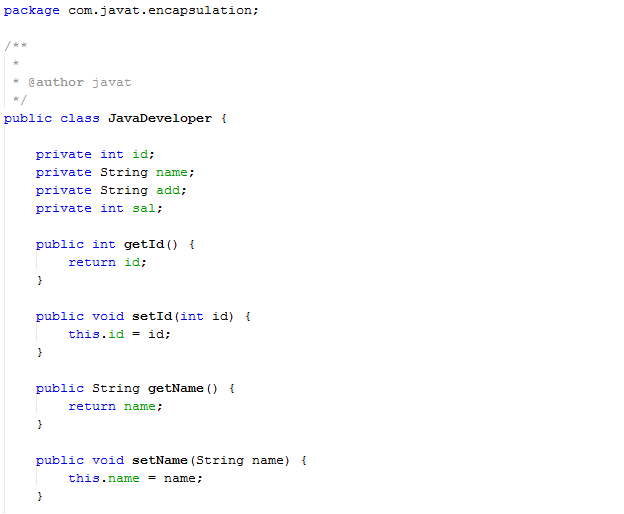 package com.javat.encapsulation;
/**
 *
 * @author javat
 */
public class JavaDeveloper {
    private int id;
    private String name;
    private String add;
    private int sal;
    public int getId() {
        return id;
    }
    public void setId(int id) {
        this.id = id;
    }
    public String getName() {
        return name;
    }
    public void setName(String name) {
        this.name = name;
    }